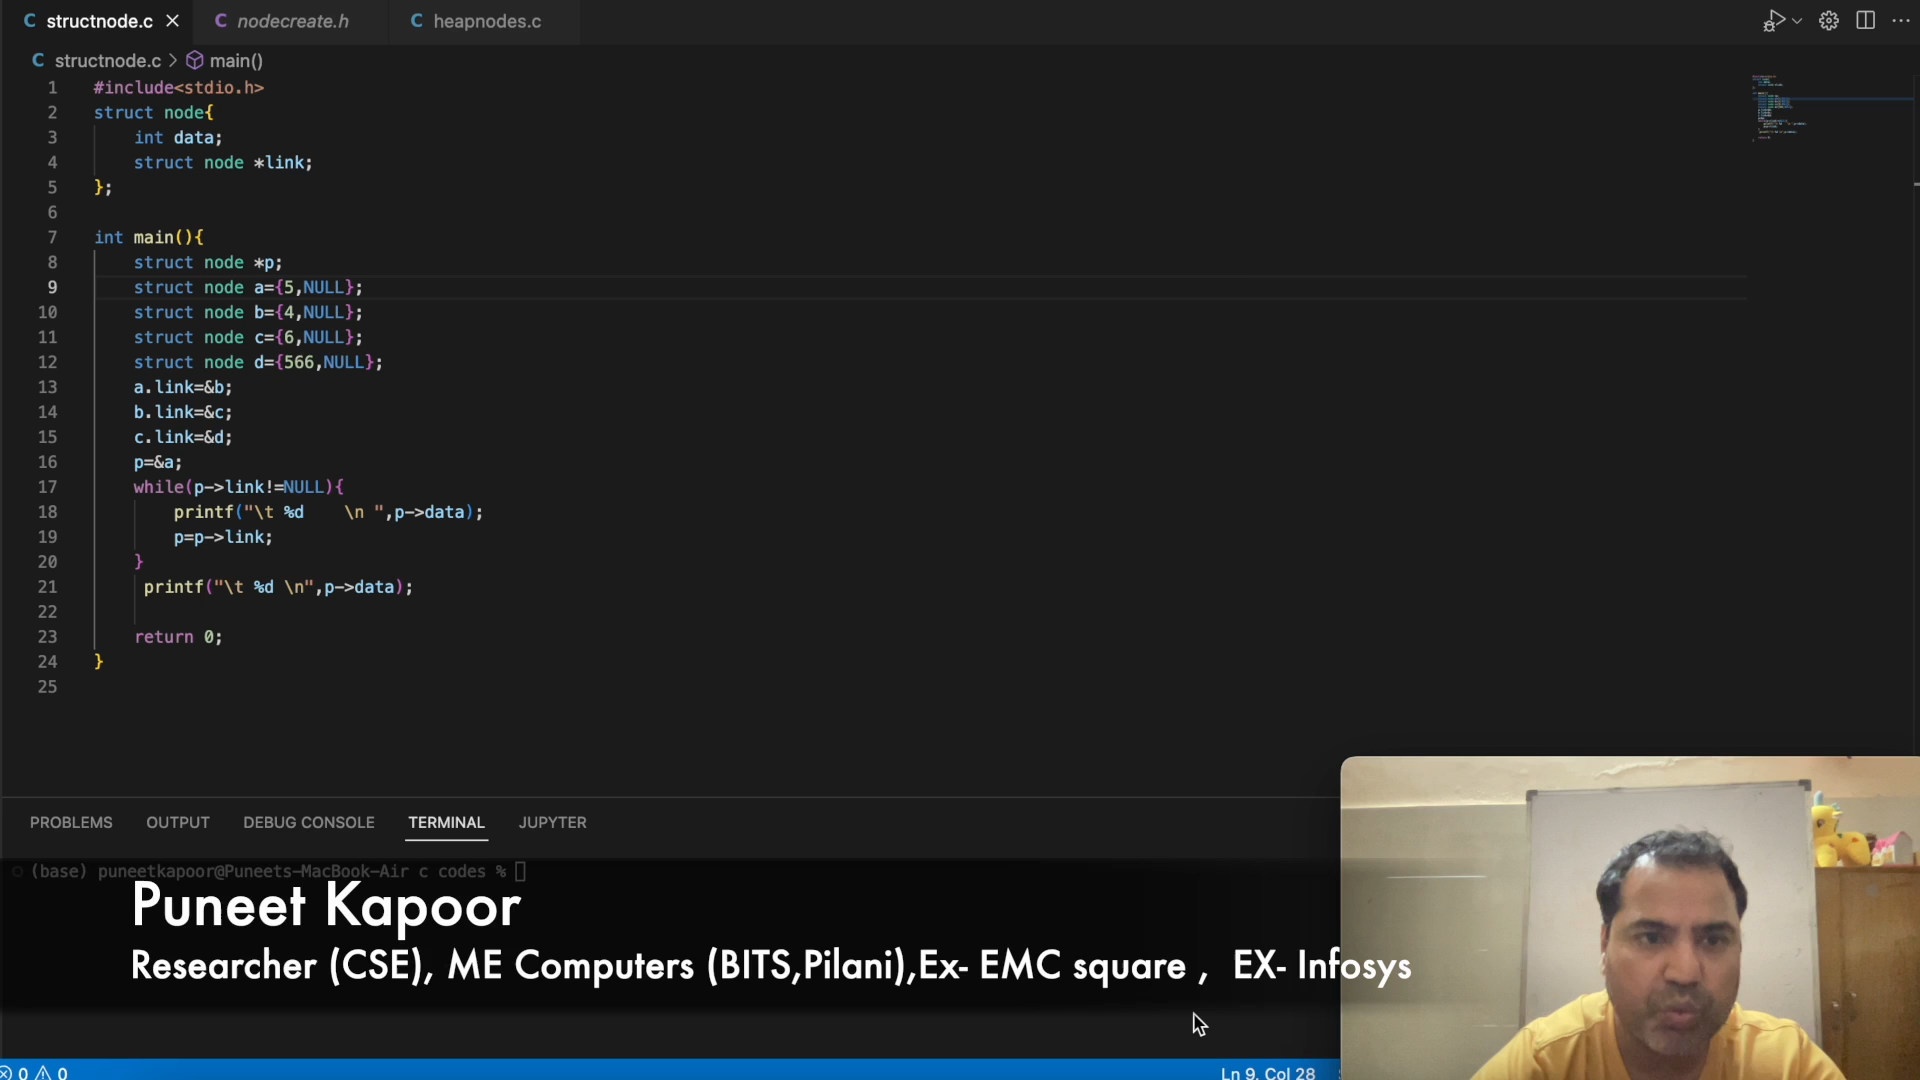 C structnode.c × C nodecreate.h C heapnodes.c
C structnode.c > main()
1 #include<stdio.h>
2 struct node{
3 int data;
4 struct node *link;
5 };
6
7 int main(){
8 struct node *p;
9 struct node a={5,NULL};
10 struct node b={4,NULL};
11 struct node c={6,NULL};
12 struct node d={566,NULL};
13 a.link=&b;
14 b.link=&c;
15 c.link=&d;
16 p=&a;
17 while(p->link!=NULL){
18 printf("\t %d    \n ",p->data);
19 p=p->link;
20 }
21 printf("\t %d \n",p->data);
22
23 return 0;
24 }
25
PROBLEMS OUTPUT DEBUG CONSOLE TERMINAL JUPYTER
(base) puneetkapoor@Puneets-MacBook-Air c codes %
Puneet Kapoor
Researcher (CSE), ME Computers (BITS,Pilani),Ex- EMC square , EX- Infosys
0 0 Ln 9, Col 28